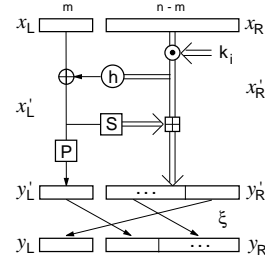 m n - m
x_L x_R
k_i
h
x'_L x'_R
S
P
y'_L ... y'_R
ξ
y_L ... y_R